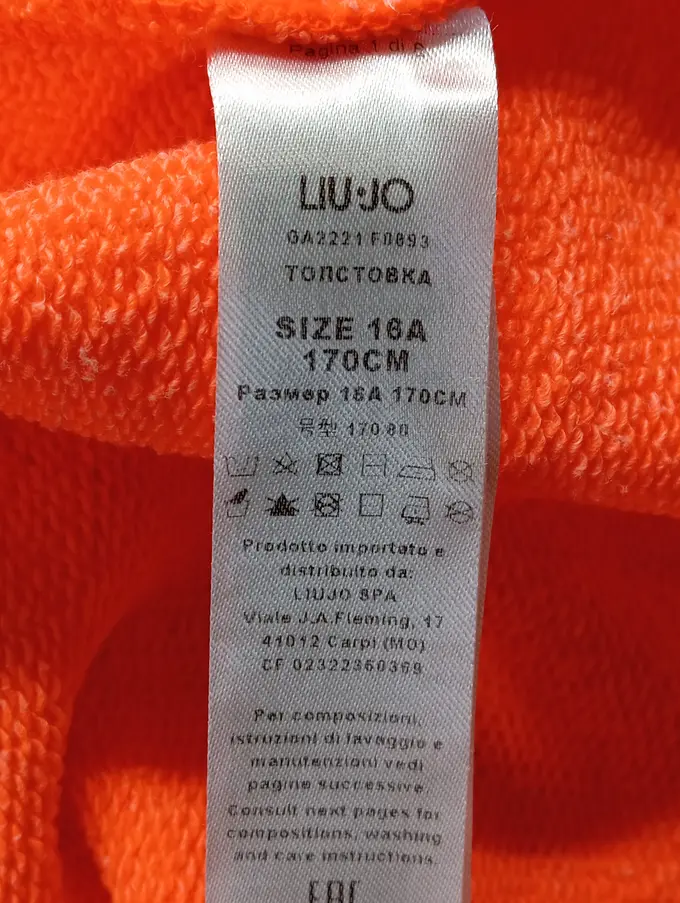 Pagina 1 di 6
LIU·JO
GA2221F0893
ТОЛСТОВКА
SIZE 16A
170CM
Размер 16A 170CM
号型 170 80
Prodotto importato e
distribuito da:
LIUJO SPA
Viale J.A.Fleming, 17
41012 Carpi (MO)
CF 02322360369
Per composizioni,
istruzioni di lavaggio e
manutenzioni vedi
pagine successive.
Consult next pages for
compositions, washing
and care instructions.
EAC